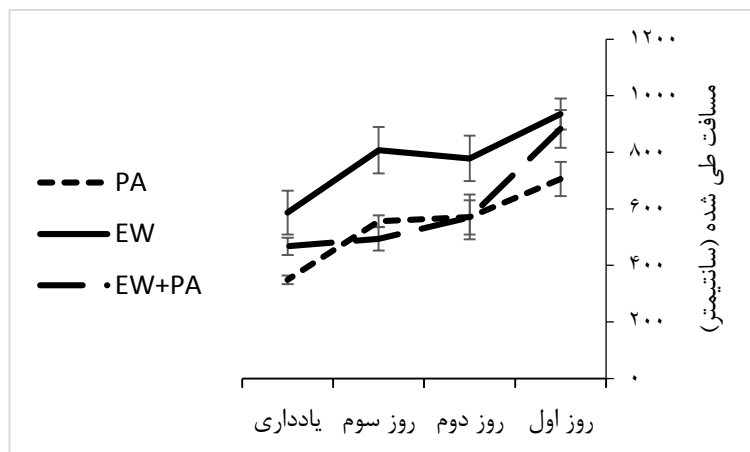 ۱۲۰۰
۱۰۰۰
۸۰۰
۶۰۰
۴۰۰
۲۰۰
۰
مسافت طی شده (سانتیمتر)
روز اول
روز دوم
روز سوم
یادداری
PA
EW
EW+PA